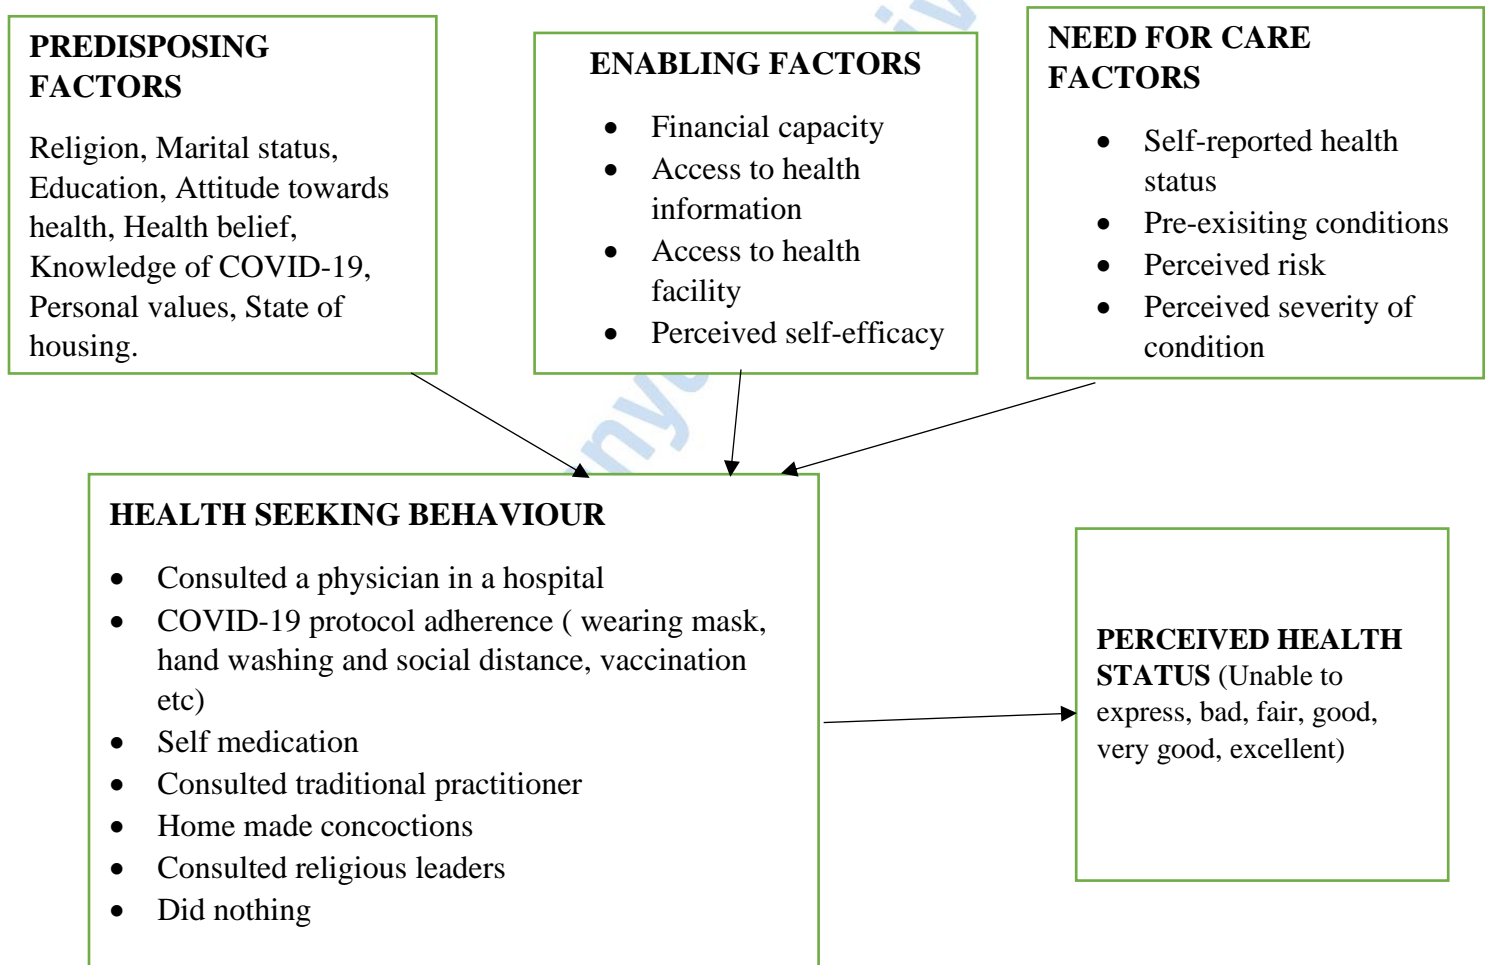 PREDISPOSING
FACTORS
Religion, Marital status,
Education, Attitude towards
health, Health belief,
Knowledge of COVID-19,
Personal values, State of
housing.
ENABLING FACTORS
• Financial capacity
• Access to health
information
• Access to health
facility
• Perceived self-efficacy
NEED FOR CARE
FACTORS
• Self-reported health
status
• Pre-exisiting conditions
• Perceived risk
• Perceived severity of
condition
HEALTH SEEKING BEHAVIOUR
• Consulted a physician in a hospital
• COVID-19 protocol adherence ( wearing mask,
hand washing and social distance, vaccination
etc)
• Self medication
• Consulted traditional practitioner
• Home made concoctions
• Consulted religious leaders
• Did nothing
PERCEIVED HEALTH
STATUS (Unable to
express, bad, fair, good,
very good, excellent)